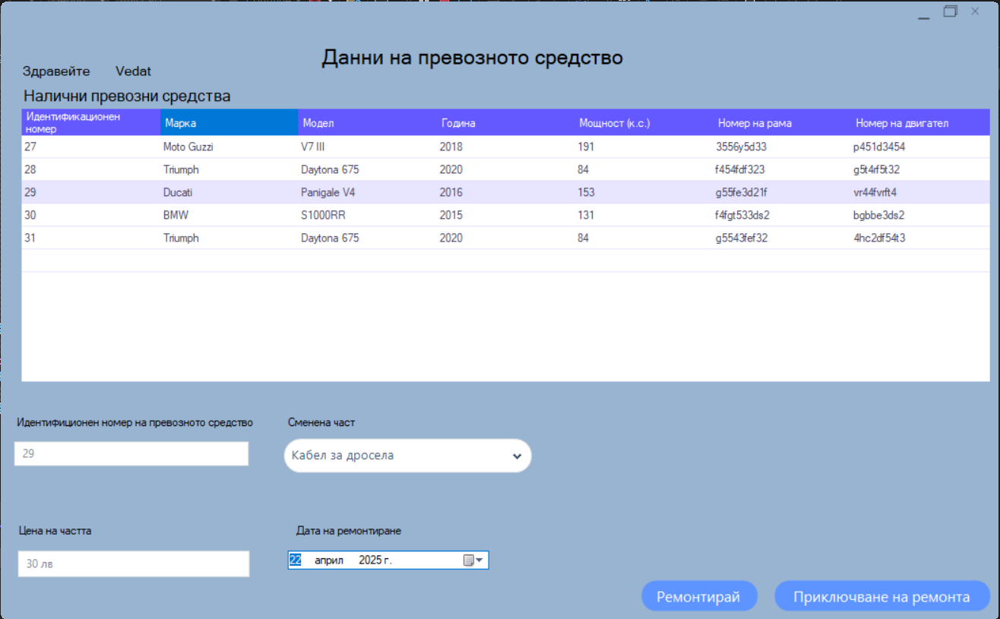 Данни на превозното средство
Здравейте Vedat
Налични превозни средства
Идентификационен номер Марка Модел Година Мощност (к.с.) Номер на рама Номер на двигател
27 Moto Guzzi V7 III 2018 191 3556y5d33 p451d3454
28 Triumph Daytona 675 2020 84 f454fdf323 g5t4rf5t32
29 Ducati Panigale V4 2016 153 g55fe3d21f vr44fvrft4
30 BMW S1000RR 2015 131 f4fgt533ds2 bgbbe3ds2
31 Triumph Daytona 675 2020 84 g5543fef32 4hc2df54t3
Идентифиционен номер на превозното средство Сменена част
29 Кабел за дросела
Цена на частта Дата на ремонтиране
30 лв 22 април 2025 г.
Ремонтирай Приключване на ремонта